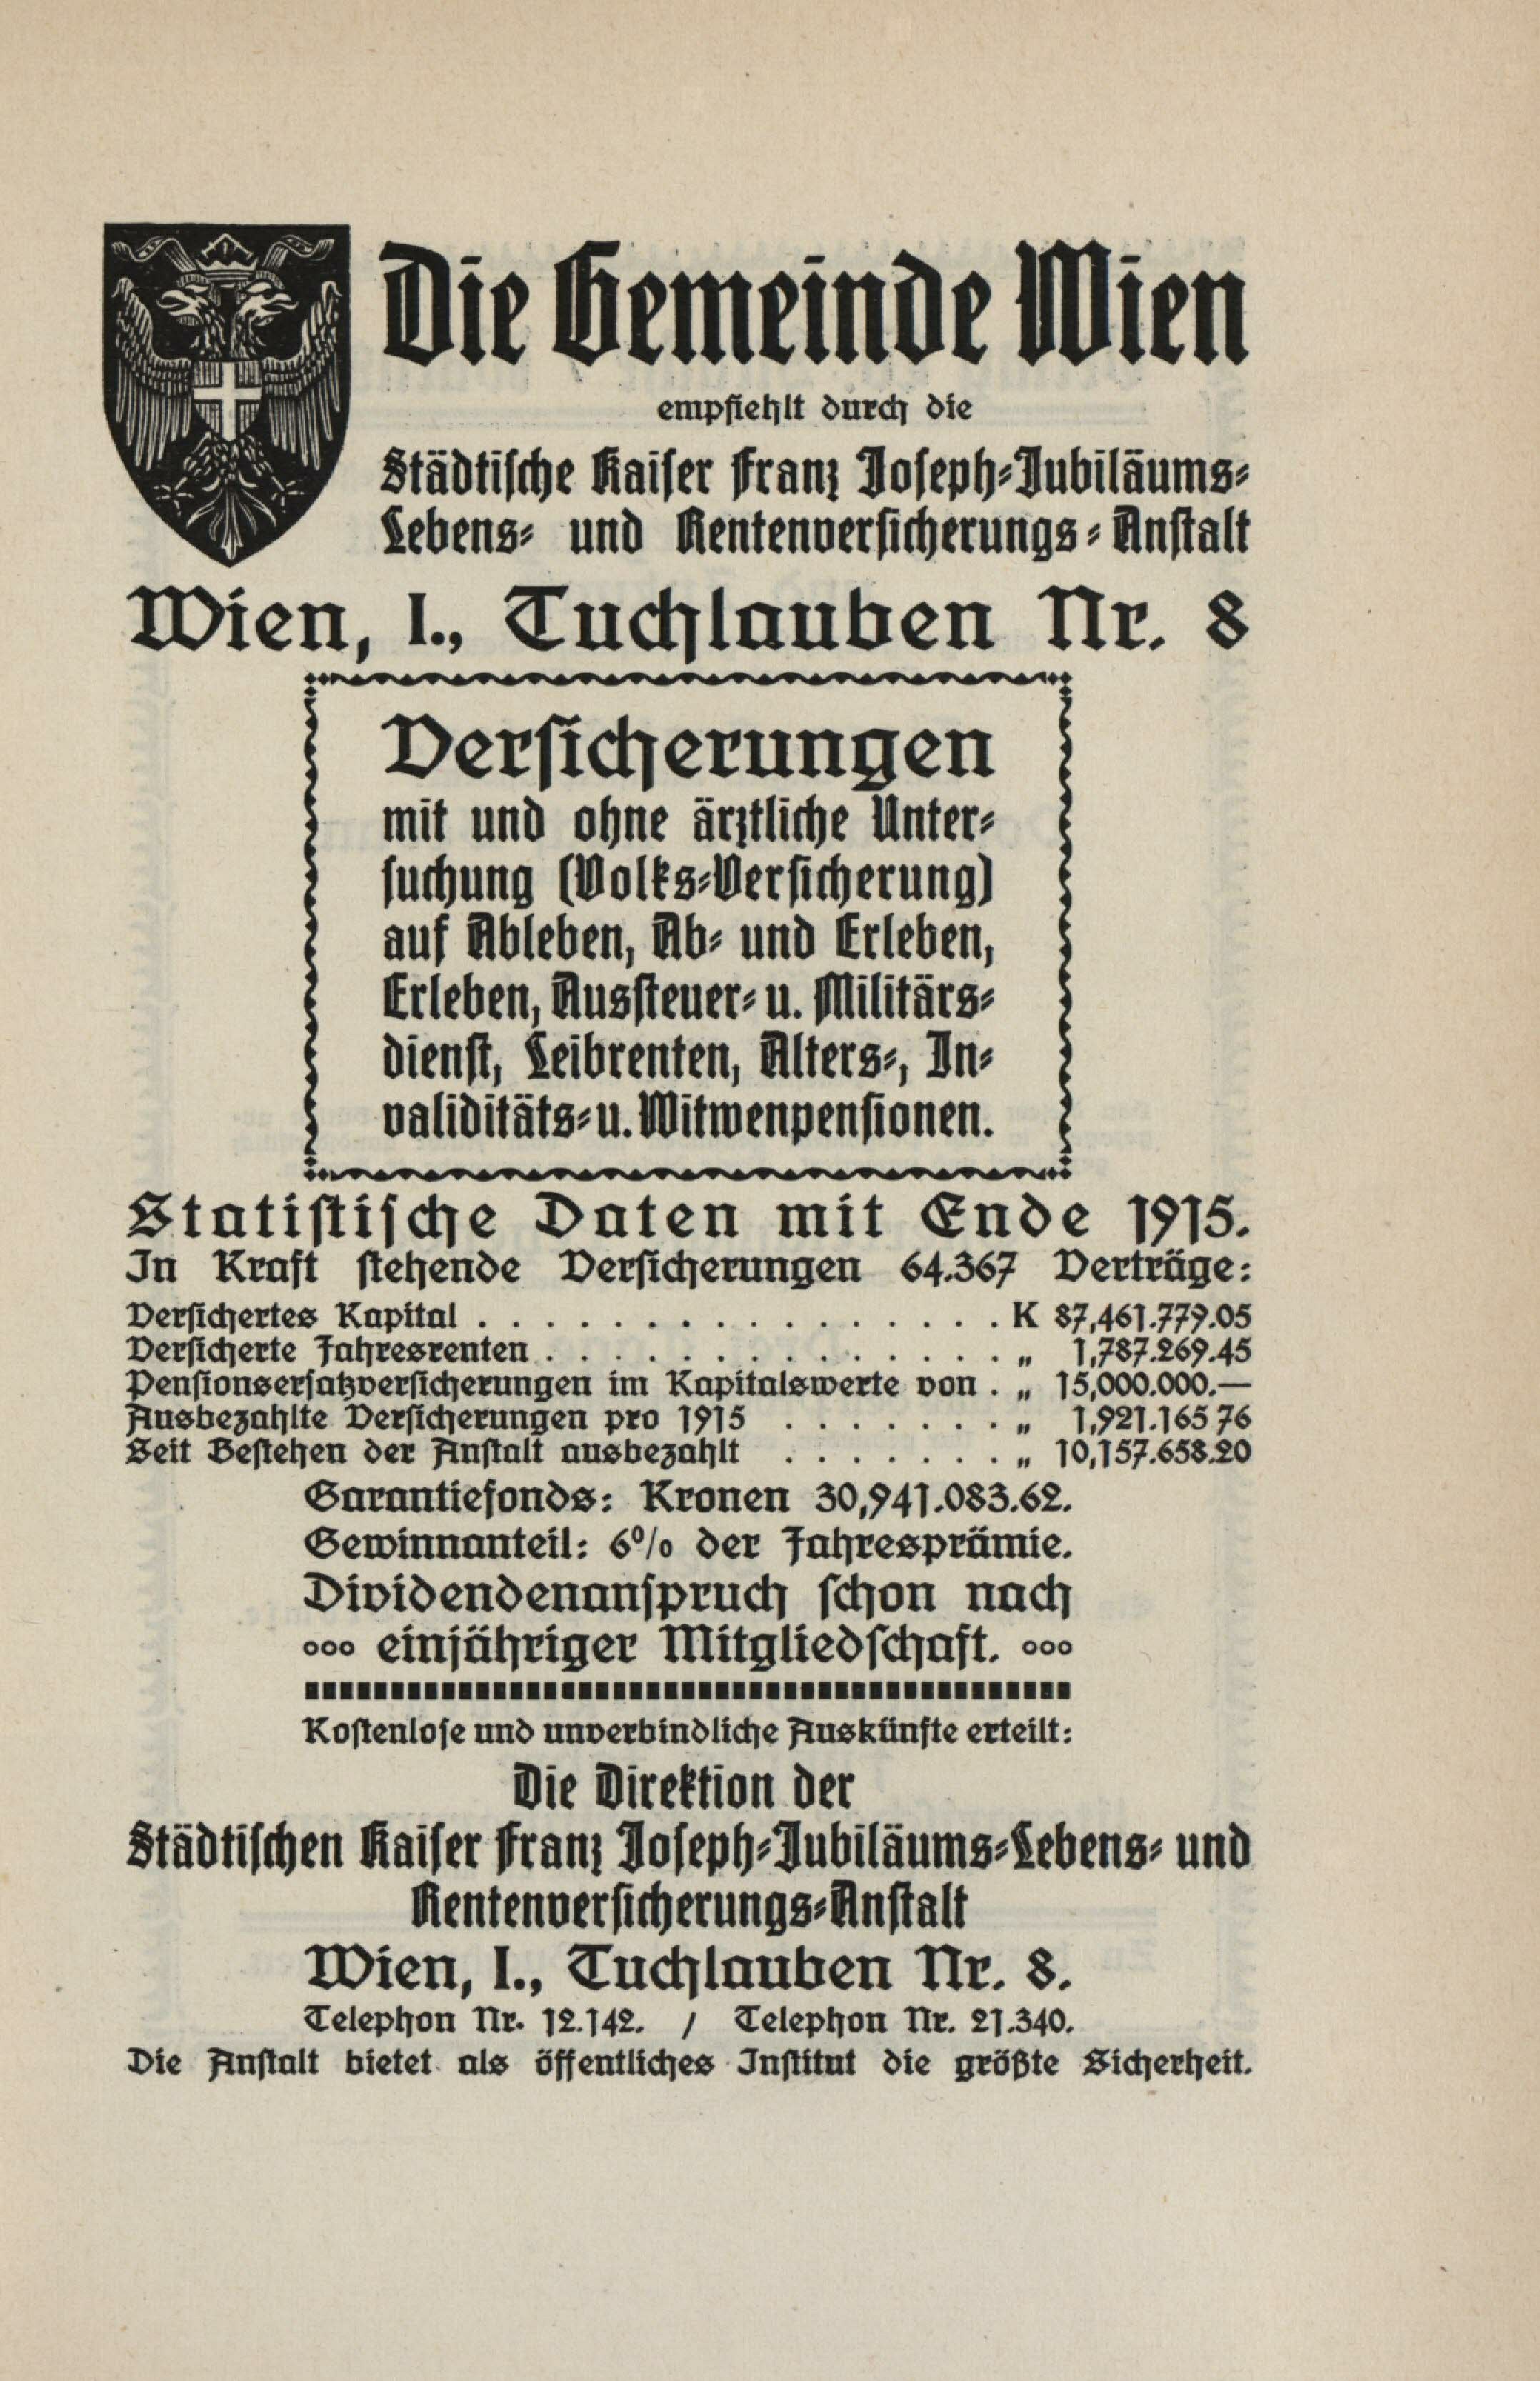 Die Gemeinde Wien
empfiehlt durch die
Städtische Kaiser Franz Joseph-Jubiläums-
Lebens- und Rentenversicherungs-Anstalt
Wien, I., Tuchlauben Nr. 8
Versicherungen
mit und ohne ärztliche Unter-
suchung (Volks-Versicherung)
auf Ableben, Ab- und Erleben,
Erleben, Aussteuer- u. Militärs-
dienst, Leibrenten, Alters-, In-
validitäts- u. Witwenpensionen.
Statistische Daten mit Ende 1915.
In Kraft stehende Versicherungen 64.367 Verträge:
Versichertes Kapital . . . . . . . . . . . . . . . . K 87,461.779.05
Versicherte Jahresrenten . . . . . . . . . . . . . . „ 1,787.269.45
Pensionsersatzversicherungen im Kapitalswerte von . „ 15,000.000.—
Ausbezahlte Versicherungen pro 1915 . . . . . . . „ 1,921.165 76
Seit Bestehen der Anstalt ausbezahlt . . . . . . . „ 10,157.658.20
Garantiefonds: Kronen 30,941.083.62.
Gewinnanteil: 6% der Jahresprämie.
Dividendenanspruch schon nach
°°° einjähriger Mitgliedschaft. °°°
Kostenlose und unverbindliche Auskünfte erteilt:
Die Direktion der
Städtischen Kaiser Franz Joseph-Jubiläums-Lebens- und
Rentenversicherungs-Anstalt
Wien, I., Tuchlauben Nr. 8.
Telephon Nr. 12.142. / Telephon Nr. 21.340.
Die Anstalt bietet als öffentliches Institut die größte Sicherheit.